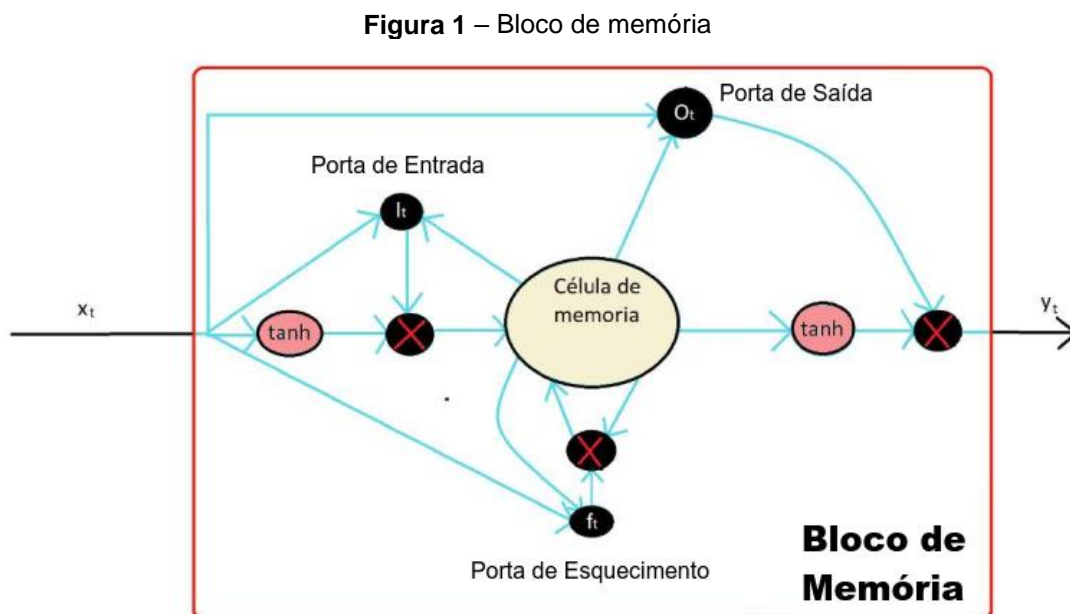 Figura 1 – Bloco de memória
Porta de Saída
Oₜ
Porta de Entrada
Iₜ
Célula de
memoria
xₜ
tanh
X
tanh
X
yₜ
X
fₜ
Porta de Esquecimento
Bloco de
Memória